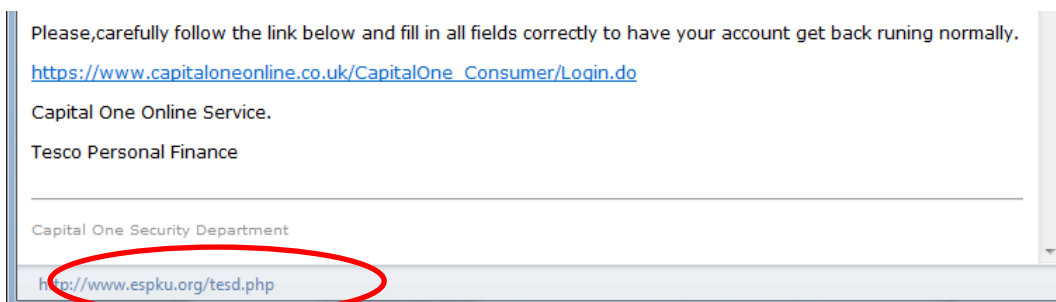 Please,carefully follow the link below and fill in all fields correctly to have your account get back runing normally.
https://www.capitaloneonline.co.uk/CapitalOne_Consumer/Login.do
Capital One Online Service.
Tesco Personal Finance
Capital One Security Department
http://www.espku.org/tesd.php